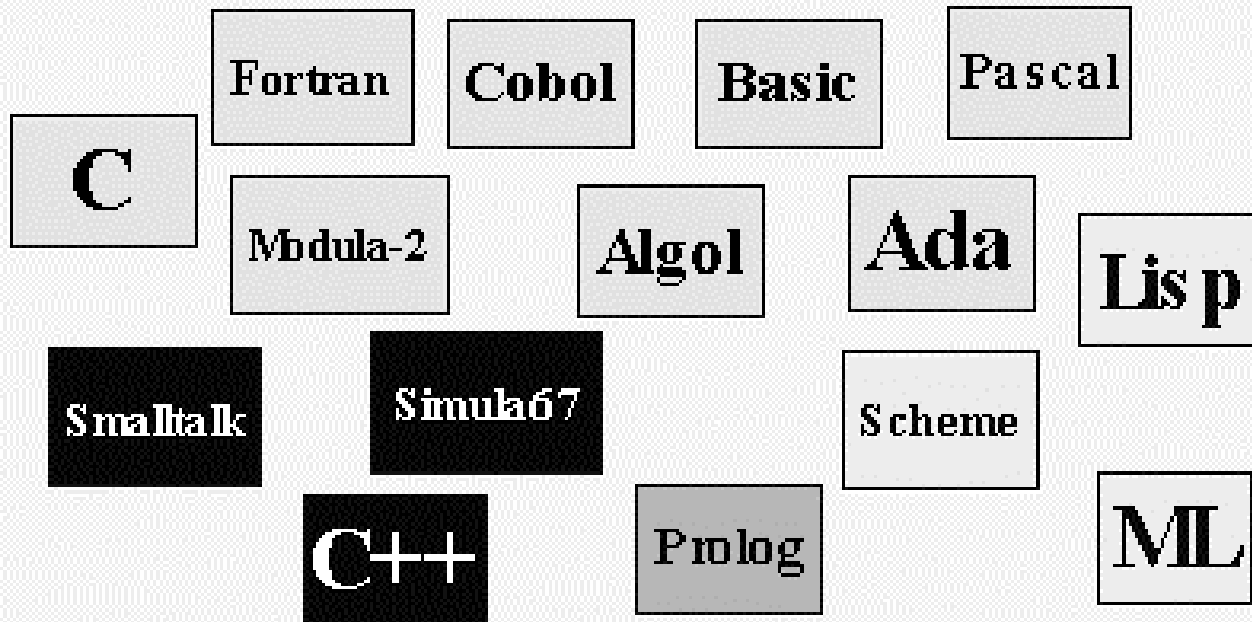 Fortran
Cobol
Basic
Pascal
C
Modula-2
Algol
Ada
Lisp
Smalltalk
Simula67
Scheme
C++
Prolog
ML